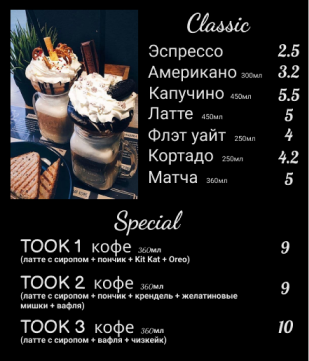 Classic
Эспрессо 2.5
Американо 300мл 3.2
Капучино 450мл 5.5
Латте 450мл 5
Флэт уайт 250мл 4
Кортадо 250мл 4.2
Матча 360мл 5
Special
TOOK 1 кофе 360мл 9
(латте с сиропом + пончик + Kit Kat + Oreo)
TOOK 2 кофе 360мл 9
(латте с сиропом + пончик + крендель + желатиновые
мишки + вафля)
TOOK 3 кофе 360мл 10
(латте с сиропом + вафля + чизкейк)